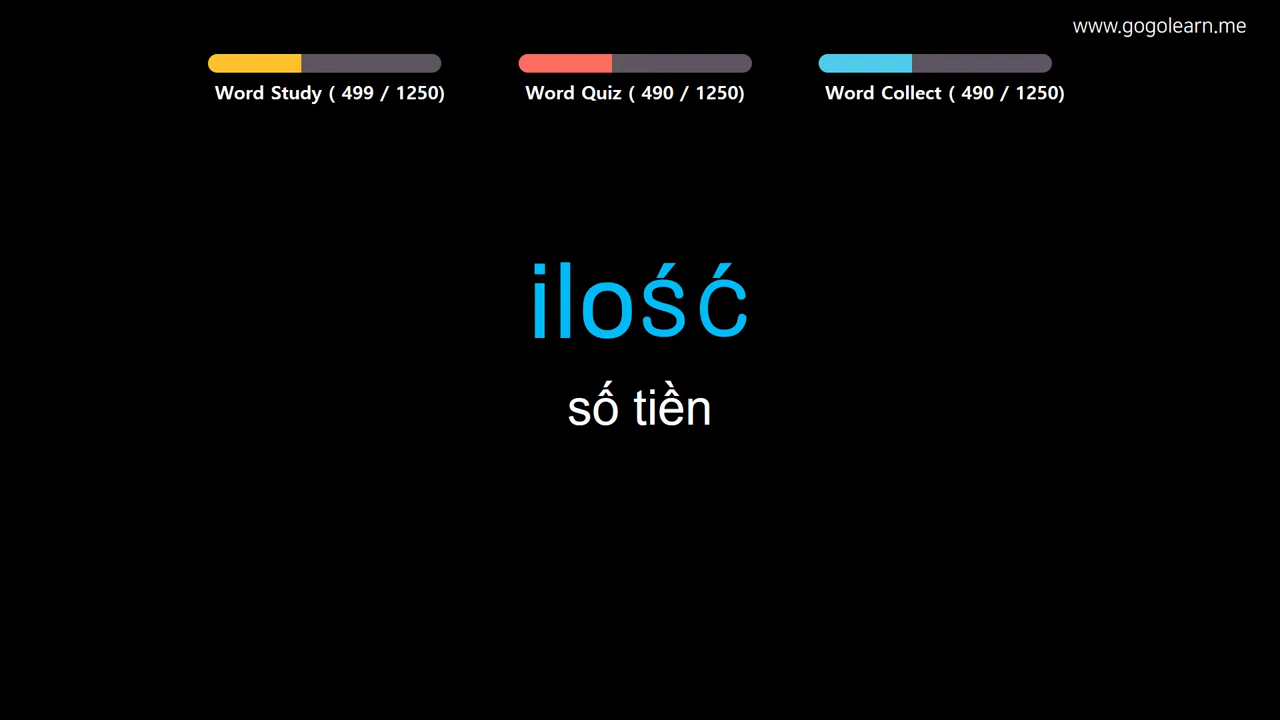 www.gogolearn.me
Word Study ( 499 / 1250)
Word Quiz ( 490 / 1250)
Word Collect ( 490 / 1250)
ilość
số tiền